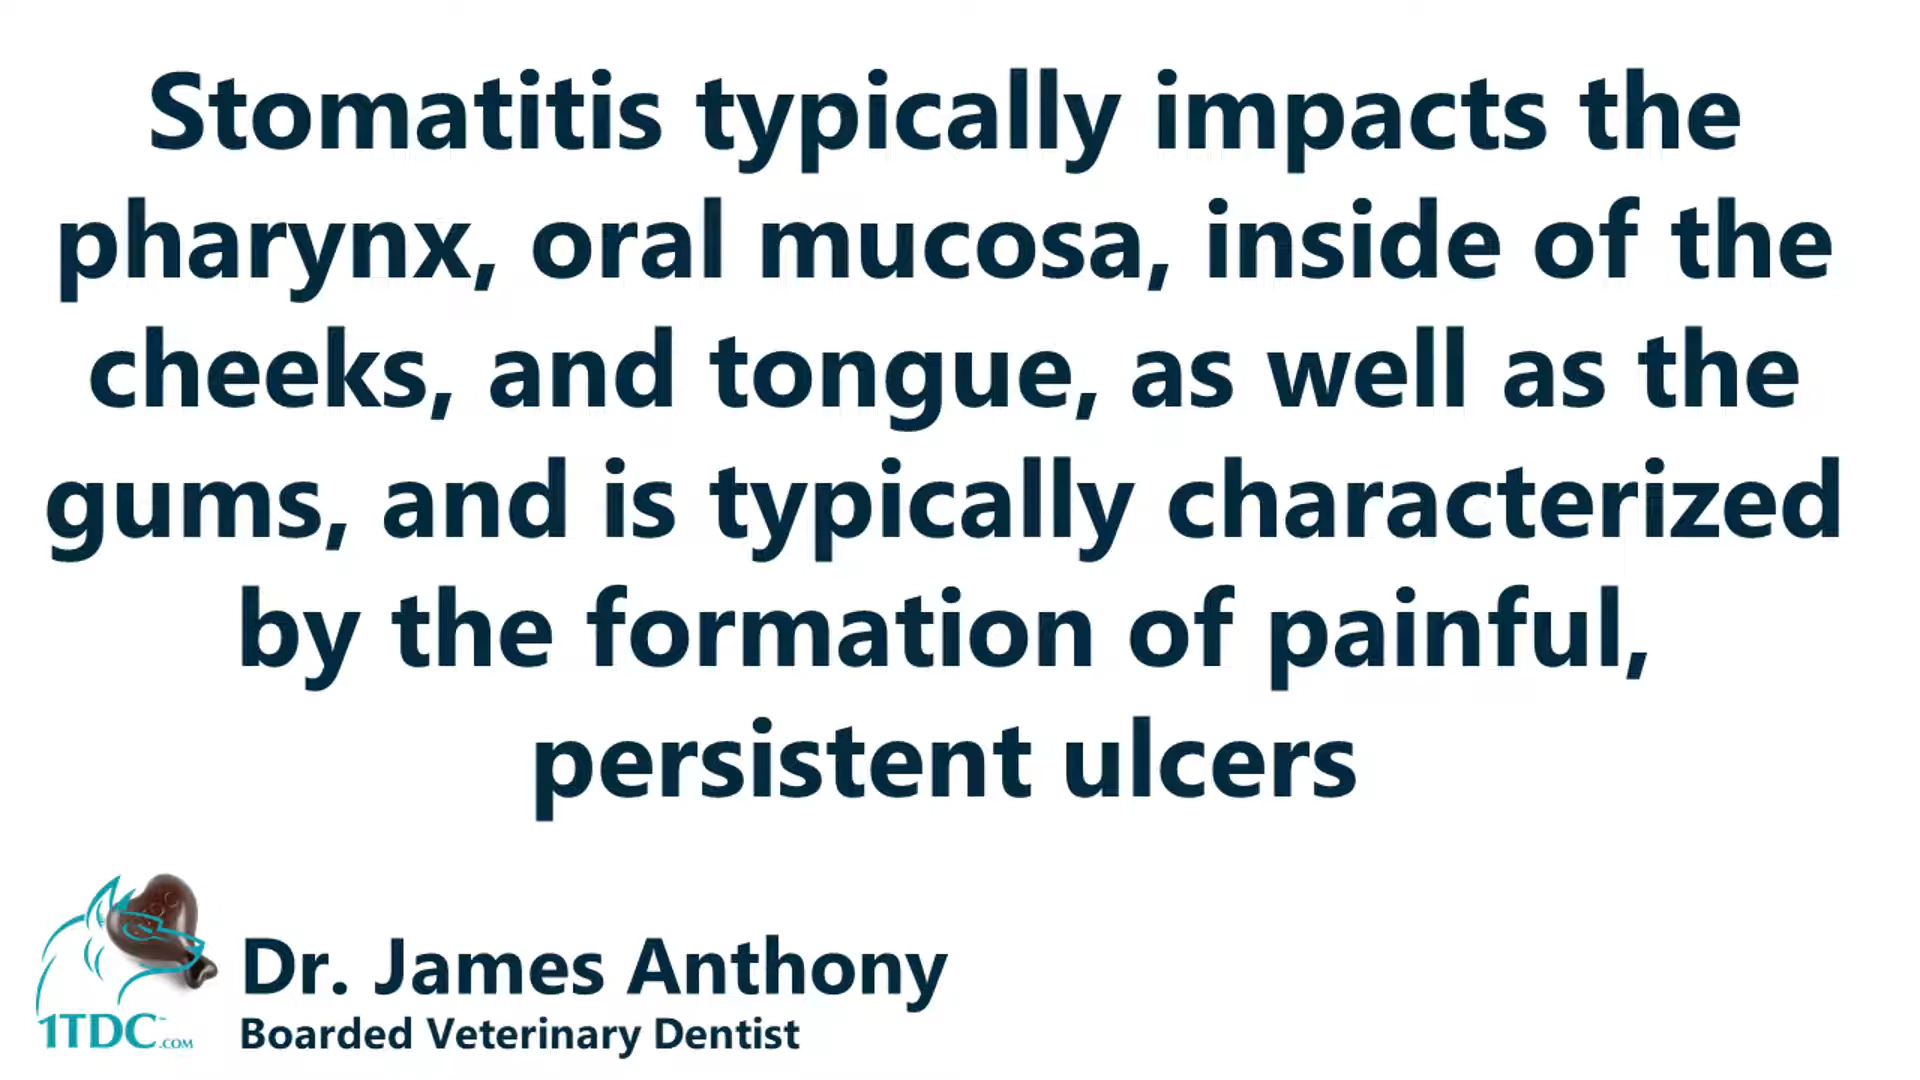 Stomatitis typically impacts the
pharynx, oral mucosa, inside of the
cheeks, and tongue, as well as the
gums, and is typically characterized
by the formation of painful,
persistent ulcers
Dr. James Anthony
Boarded Veterinary Dentist
1TDC™.COM